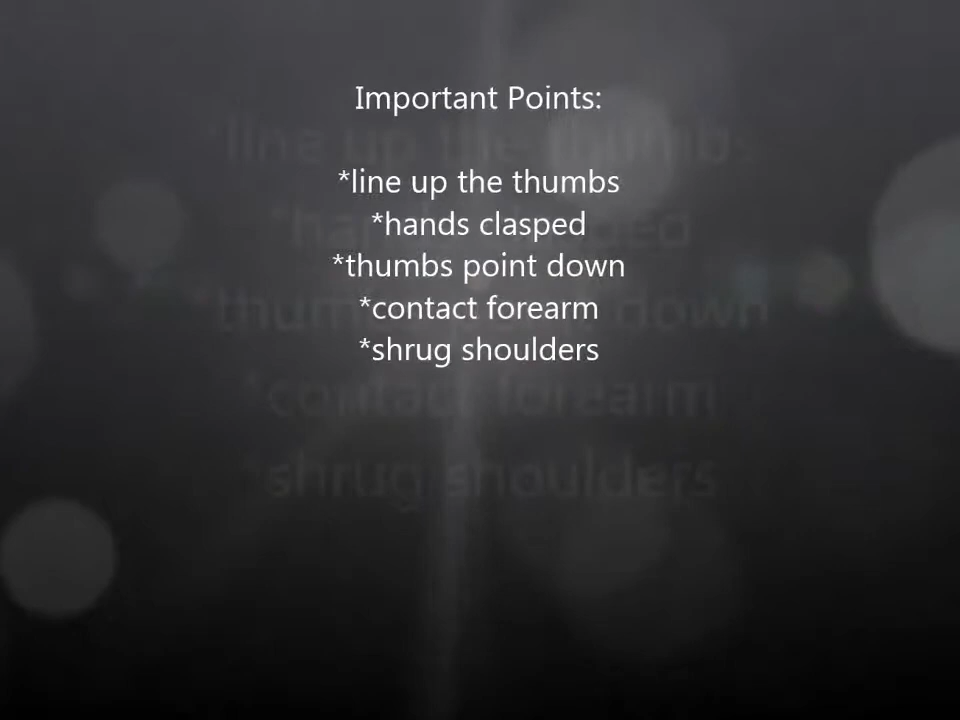 Important Points:
*line up the thumbs
*hands clasped
*thumbs point down
*contact forearm
*shrug shoulders